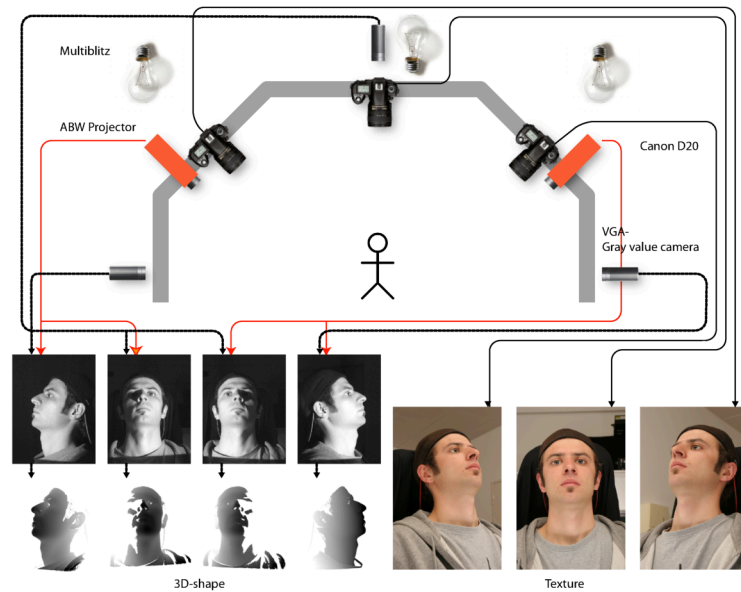 Multiblitz
ABW Projector
Canon D20
VGA-
Gray value camera
3D-shape
Texture